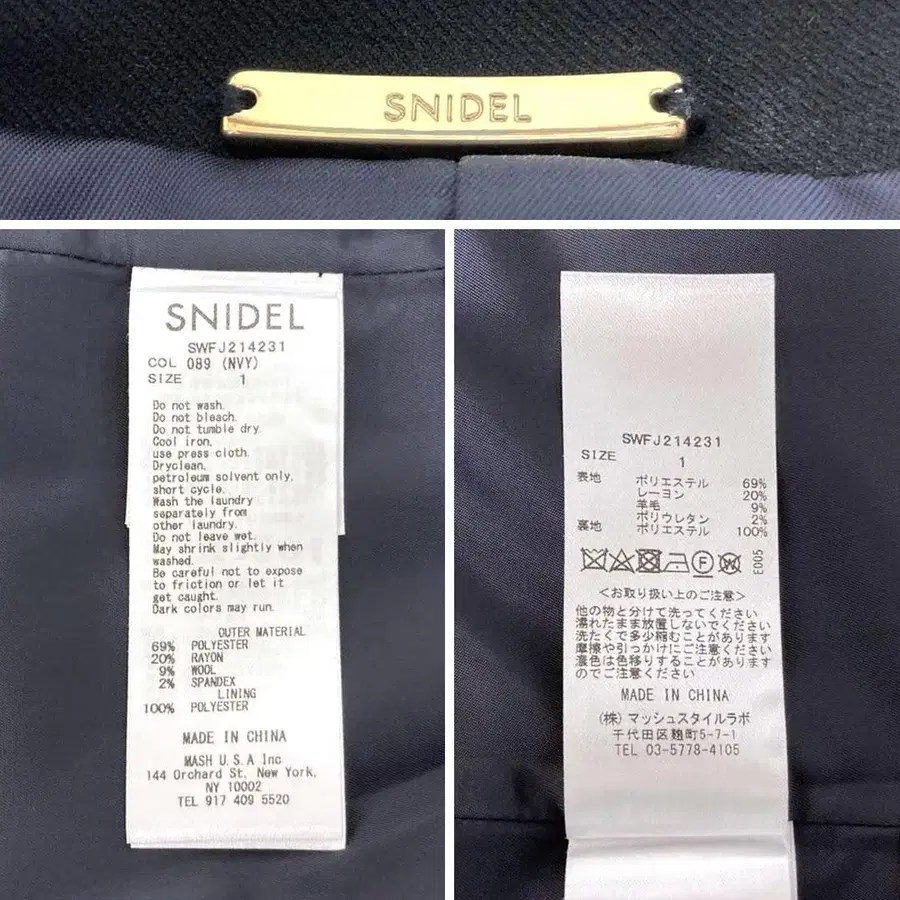 SNIDEL
SNIDEL
SWFJ214231
COL 089 (NVY)
SIZE 1
Do not wash.
Do not bleach.
Do not tumble dry.
Cool iron,
use press cloth.
Dryclean,
petroleum solvent only,
short cycle.
Wash the laundry
separately from
other laundry.
Do not leave wet.
May shrink slightly when
washed.
Be careful not to expose
to friction or let it
get caught.
Dark colors may run.
OUTER MATERIAL
69% POLYESTER
20% RAYON
9% WOOL
2% SPANDEX
LINING
100% POLYESTER
MADE IN CHINA
MASH U.S.A Inc
144 Orchard St, New York,
NY 10002
TEL 917 409 5520
SWFJ214231
SIZE 1
表地 ポリエステル 69%
レーヨン 20%
羊毛 9%
ポリウレタン 2%
裏地 ポリエステル 100%
F W E005
<お取り扱い上のご注意>
他の物と分けて洗ってください
濡れたまま放置しないでください
洗たくで多少縮むことがあります
摩擦や引っかけにご注意ください
濃色は色移りすることがあります
のでご注意ください
MADE IN CHINA
(株)マッシュスタイルラボ
千代田区麹町5-7-1
TEL 03-5778-4105